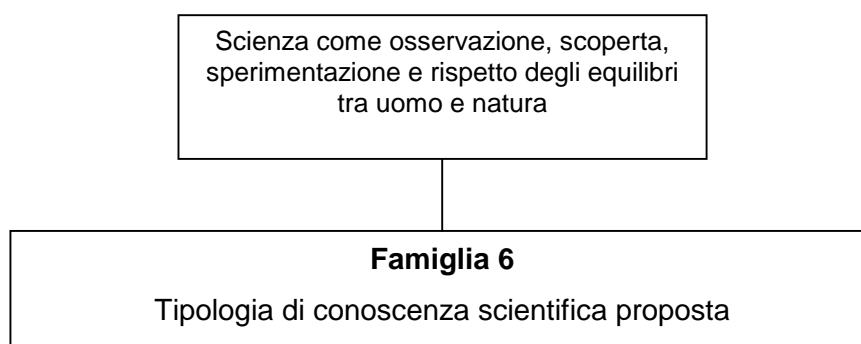 Scienza come osservazione, scoperta,
sperimentazione e rispetto degli equilibri
tra uomo e natura
Famiglia 6
Tipologia di conoscenza scientifica proposta